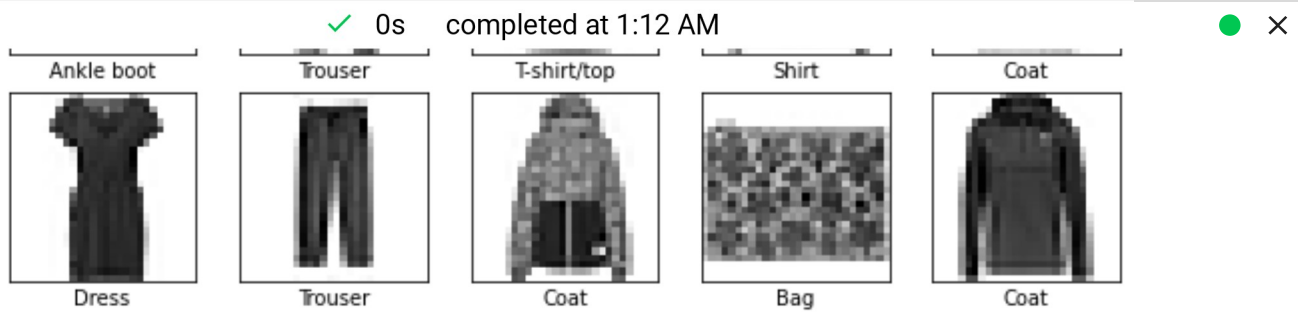 0s completed at 1:12 AM
Ankle boot Trouser T-shirt/top Shirt Coat
Dress Trouser Coat Bag Coat